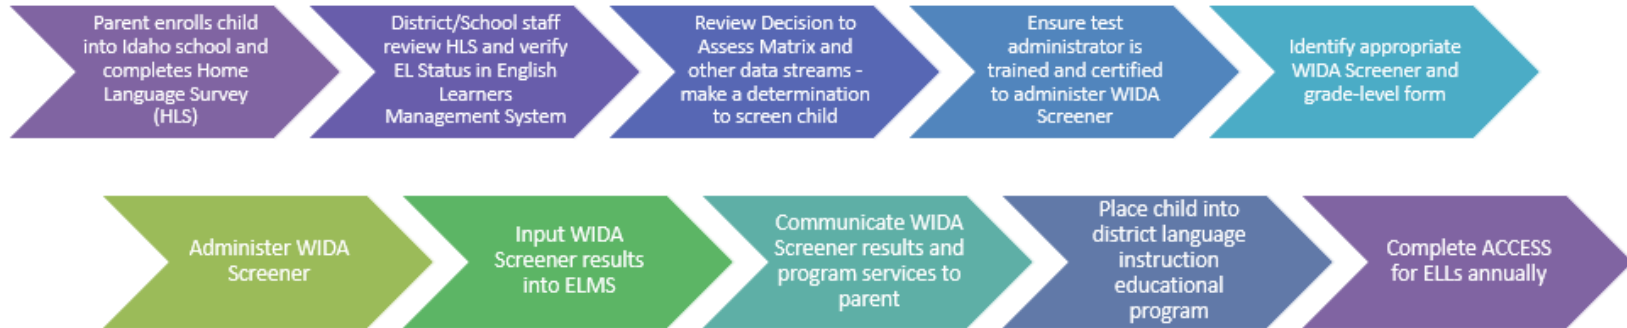 Parent enrolls child
into Idaho school and
completes Home
Language Survey
(HLS)
District/School staff
review HLS and verify
EL Status in English
Learners
Management System
Review Decision to
Assess Matrix and
other data streams -
make a determination
to screen child
Ensure test
administrator is
trained and certified
to administer WIDA
Screener
Identify appropriate
WIDA Screener and
grade-level form
Administer WIDA
Screener
Input WIDA
Screener results
into ELMS
Communicate WIDA
Screener results and
program services to
parent
Place child into
district language
instruction
educational
program
Complete ACCESS
for ELLs annually